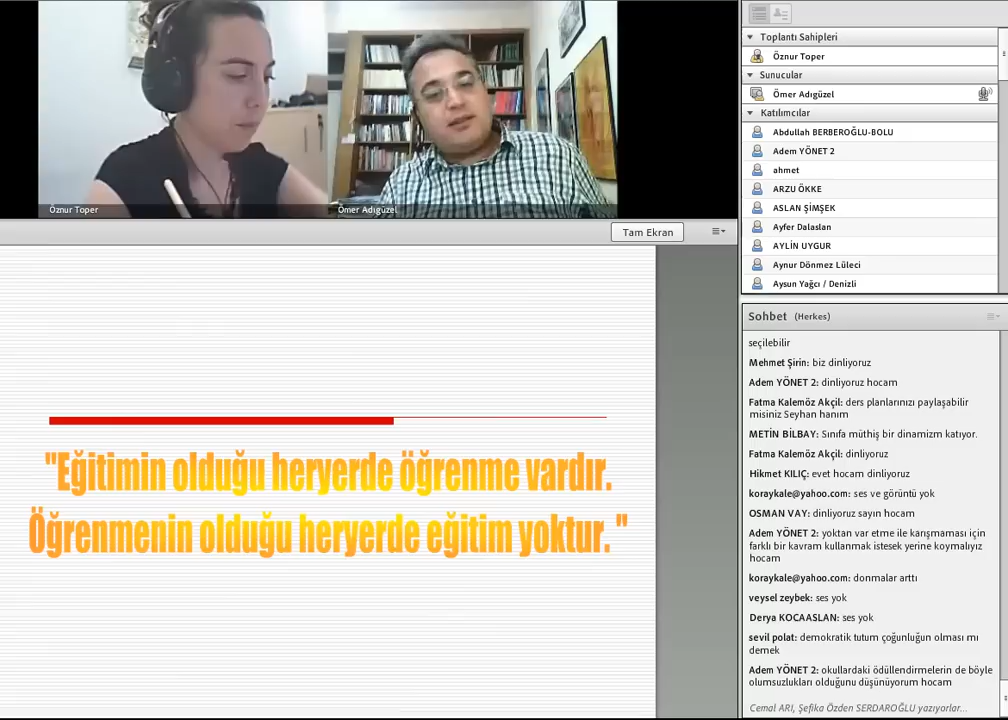 Öznur Toper
Ömer Adıgüzel
Tam Ekran
"Eğitimin olduğu heryerde öğrenme vardır.
Öğrenmenin olduğu heryerde eğitim yoktur. "
Toplantı Sahipleri
Öznur Toper
Sunucular
Ömer Adıgüzel
Katılımcılar
Abdullah BERBEROĞLU-BOLU
Adem YÖNET 2
ahmet
ARZU ÖKKE
ASLAN ŞİMŞEK
Ayfer Dalaslan
AYLİN UYGUR
Aynur Dönmez Lüleci
Aysun Yağcı / Denizli
Sohbet (Herkes)
seçilebilir
Mehmet Şirin: biz dinliyoruz
Adem YÖNET 2: dinliyoruz hocam
Fatma Kalemöz Akçil: ders planlarınızı paylaşabilir
misiniz Seyhan hanım
METİN BİLBAY: Sınıfa müthiş bir dinamizm katıyor.
Fatma Kalemöz Akçil: dinliyoruz
Hikmet KILIÇ: evet hocam dinliyoruz
koraykale@yahoo.com: ses ve görüntü yok
OSMAN VAY: dinliyoruz sayın hocam
Adem YÖNET 2: yoktan var etme ile karışmaması için
farklı bir kavram kullanmak istesek yerine koymalıyız
hocam
koraykale@yahoo.com: donmalar arttı
veysel zeybek: ses yok
Derya KOCAASLAN: ses yok
sevil polat: demokratik tutum çoğunluğun olması mı
demek
Adem YÖNET 2: okullardaki ödüllendirmelerin de böyle
olumsuzlukları olduğunu düşünüyorum hocam
Cemal ARI, Şefika Özden SERDAROĞLU yazıyorlar...